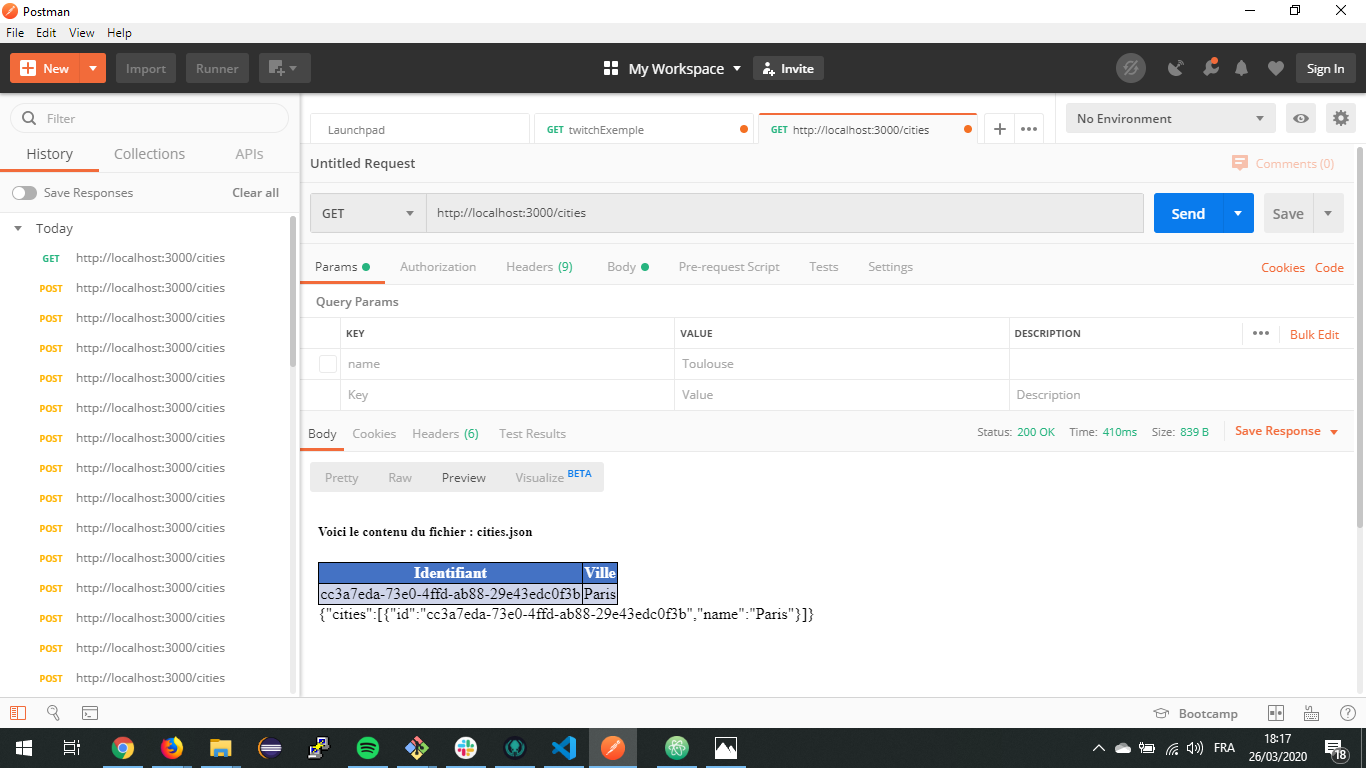 Postman
File Edit View Help
New Import Runner My Workspace Invite Sign In
Filter
History Collections APIs
Save Responses Clear all
Today
GET http://localhost:3000/cities
POST http://localhost:3000/cities
POST http://localhost:3000/cities
POST http://localhost:3000/cities
POST http://localhost:3000/cities
POST http://localhost:3000/cities
POST http://localhost:3000/cities
POST http://localhost:3000/cities
POST http://localhost:3000/cities
POST http://localhost:3000/cities
POST http://localhost:3000/cities
POST http://localhost:3000/cities
POST http://localhost:3000/cities
POST http://localhost:3000/cities
POST http://localhost:3000/cities
Launchpad GET twitchExemple GET http://localhost:3000/cities No Environment
Untitled Request Comments (0)
GET http://localhost:3000/cities Send Save
Params Authorization Headers (9) Body Pre-request Script Tests Settings Cookies Code
Query Params
KEY VALUE DESCRIPTION Bulk Edit
name Toulouse
Key Value Description
Body Cookies Headers (6) Test Results Status: 200 OK Time: 410ms Size: 839 B Save Response
Pretty Raw Preview Visualize BETA
Voici le contenu du fichier : cities.json
Identifiant Ville
cc3a7eda-73e0-4ffd-ab88-29e43edc0f3b Paris
{"cities":[{"id":"cc3a7eda-73e0-4ffd-ab88-29e43edc0f3b","name":"Paris"}]}
Bootcamp
FRA 18:17
26/03/2020 18